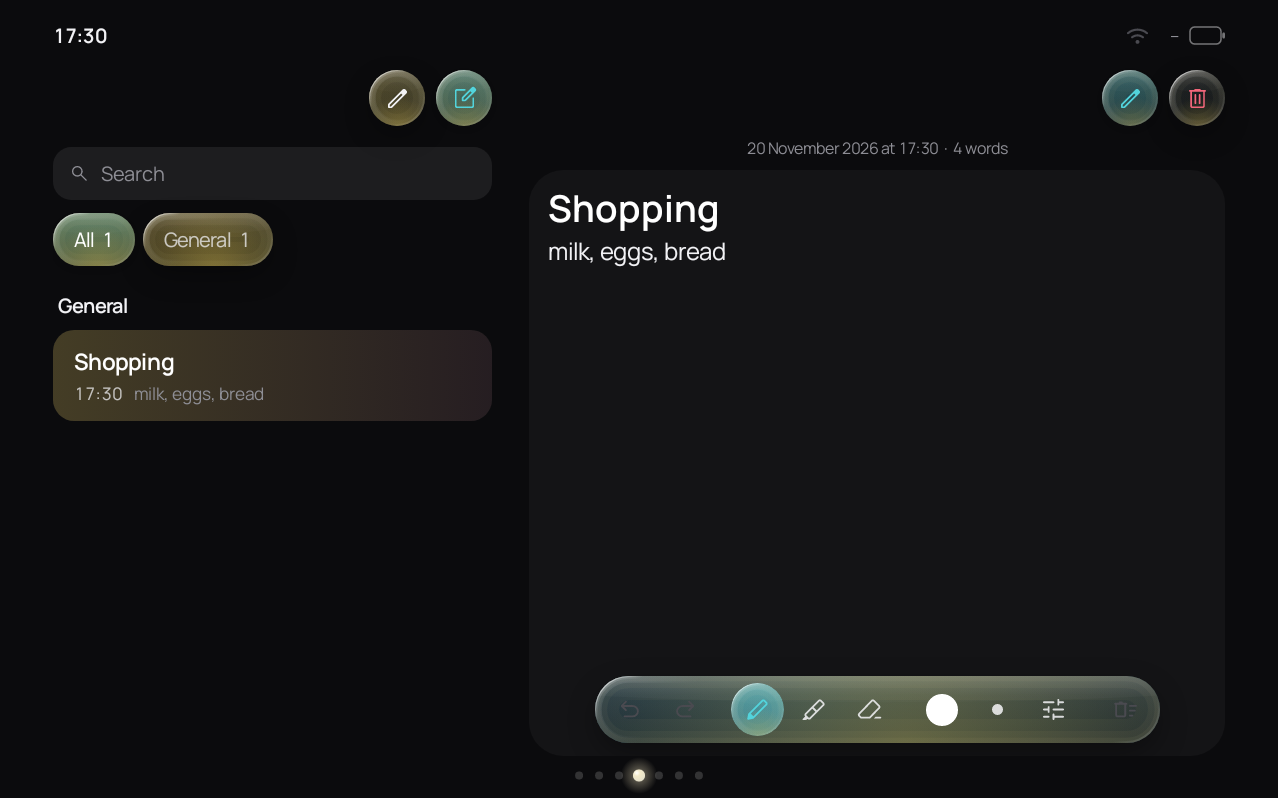 17:30
Search
All 1
General 1
General
Shopping
17:30 milk, eggs, bread
20 November 2026 at 17:30 · 4 words
Shopping
milk, eggs, bread